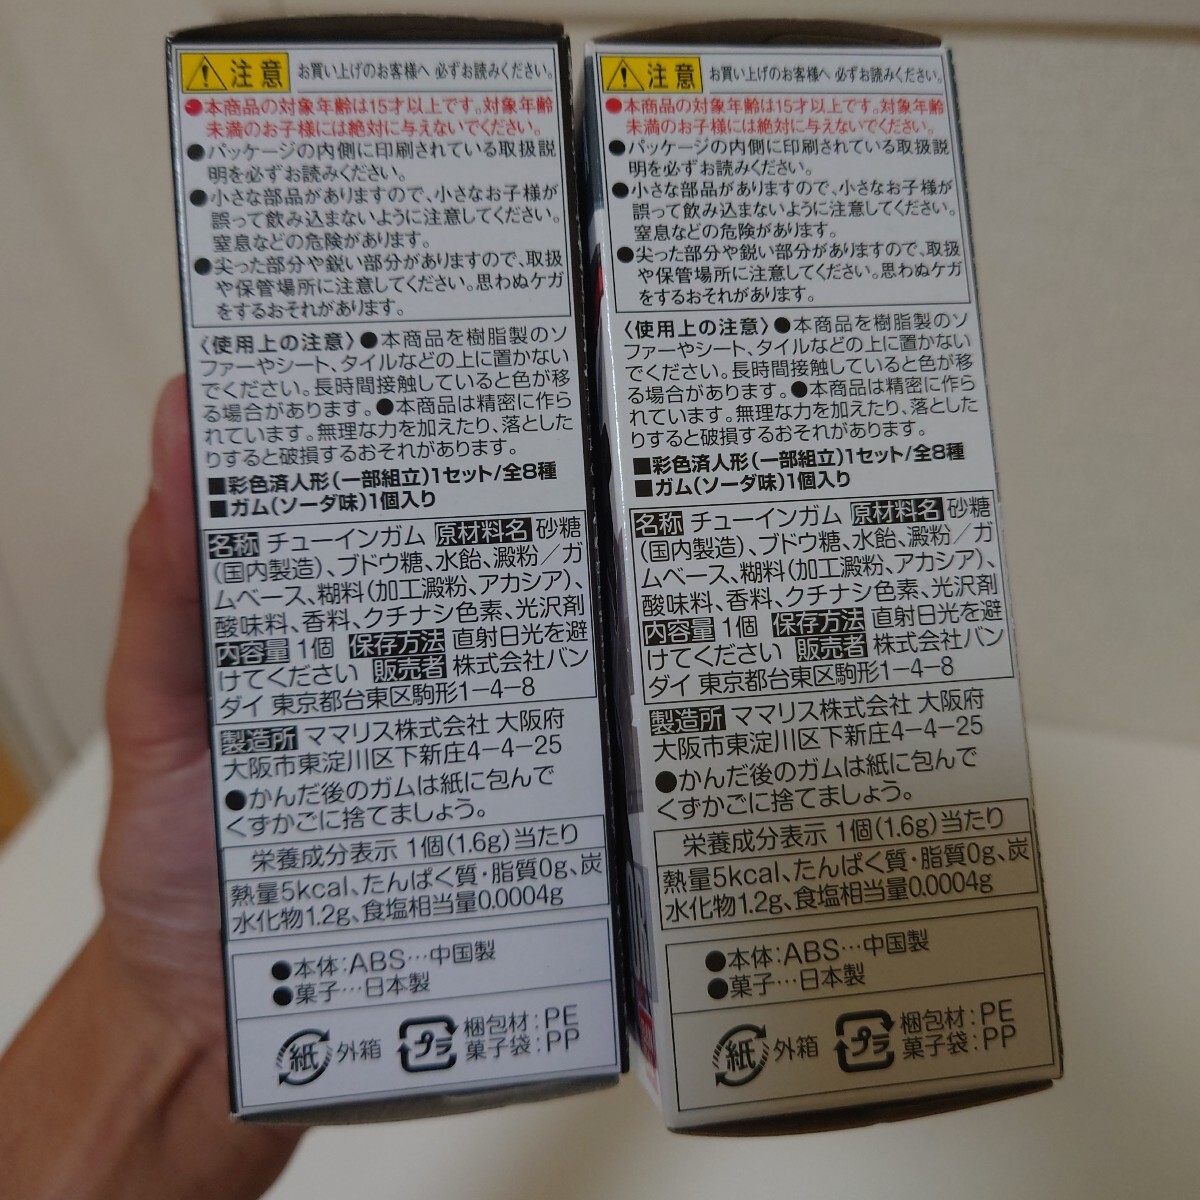 注意 お買い上げのお客様へ 必ずお読みください。
●本商品の対象年齢は15才以上です。対象年齢
未満のお子様には絶対に与えないでください。
●パッケージの内側に印刷されている取扱説
明を必ずお読みください。
●小さな部品がありますので、小さなお子様が
誤って飲み込まないように注意してください。
窒息などの危険があります。
●尖った部分や鋭い部分がありますので、取扱
や保管場所に注意してください。思わぬケガ
をするおそれがあります。
〈使用上の注意〉●本商品を樹脂製のソ
ファーやシート、タイルなどの上に置かない
でください。長時間接触していると色が移
る場合があります。●本商品は精密に作ら
れています。無理な力を加えたり、落とした
りすると破損するおそれがあります。
■彩色済人形(一部組立)1セット/全8種
■ガム(ソーダ味)1個入り
名称 チューインガム 原材料名 砂糖
(国内製造)、ブドウ糖、水飴、澱粉/ガ
ムベース、糊料(加工澱粉、アカシア)、
酸味料、香料、クチナシ色素、光沢剤
内容量 1個 保存方法 直射日光を避
けてください 販売者 株式会社バン
ダイ 東京都台東区駒形1-4-8
製造所 ママリス株式会社 大阪府
大阪市東淀川区下新庄4-4-25
●かんだ後のガムは紙に包んで
くずかごに捨てましょう。
栄養成分表示 1個(1.6g)当たり
熱量5kcal、たんぱく質・脂質0g、炭
水化物1.2g、食塩相当量0.0004g
●本体:ABS…中国製
●菓子…日本製
紙 外箱 プラ 梱包材:PE
菓子袋:PP
注意 お買い上げのお客様へ 必ずお読みください。
●本商品の対象年齢は15才以上です。対象年齢
未満のお子様には絶対に与えないでください。
●パッケージの内側に印刷されている取扱説
明を必ずお読みください。
●小さな部品がありますので、小さなお子様が
誤って飲み込まないように注意してください。
窒息などの危険があります。
●尖った部分や鋭い部分がありますので、取扱
や保管場所に注意してください。思わぬケガ
をするおそれがあります。
〈使用上の注意〉●本商品を樹脂製のソ
ファーやシート、タイルなどの上に置かない
でください。長時間接触していると色が移
る場合があります。●本商品は精密に作ら
れています。無理な力を加えたり、落とした
りすると破損するおそれがあります。
■彩色済人形(一部組立)1セット/全8種
■ガム(ソーダ味)1個入り
名称 チューインガム 原材料名 砂糖
(国内製造)、ブドウ糖、水飴、澱粉/ガ
ムベース、糊料(加工澱粉、アカシア)、
酸味料、香料、クチナシ色素、光沢剤
内容量 1個 保存方法 直射日光を避
けてください 販売者 株式会社バン
ダイ 東京都台東区駒形1-4-8
製造所 ママリス株式会社 大阪府
大阪市東淀川区下新庄4-4-25
●かんだ後のガムは紙に包んで
くずかごに捨てましょう。
栄養成分表示 1個(1.6g)当たり
熱量5kcal、たんぱく質・脂質0g、炭
水化物1.2g、食塩相当量0.0004g
●本体:ABS…中国製
●菓子…日本製
紙 外箱 プラ 梱包材:PE
菓子袋:PP